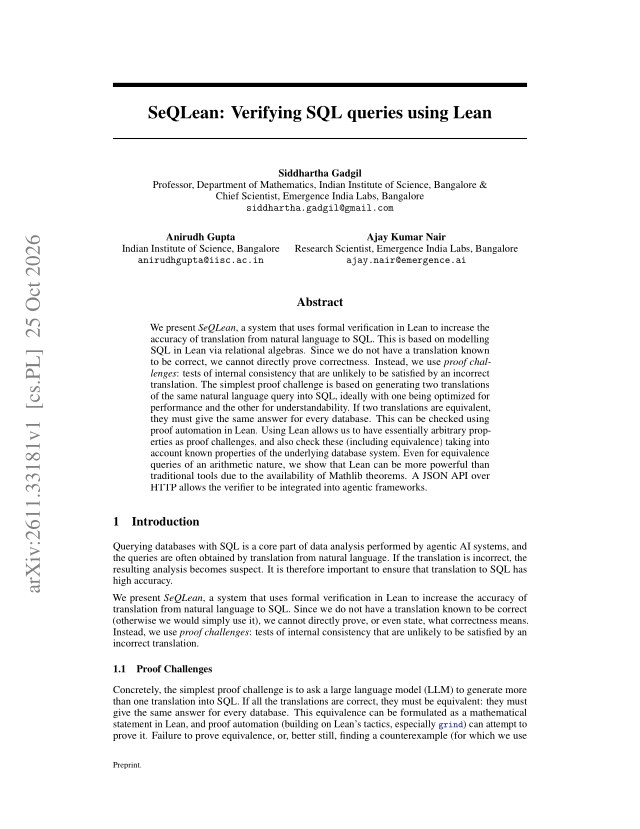 arXiv:2611.33181v1 [cs.PL] 25 Oct 2026
SeQLean: Verifying SQL queries using Lean
Siddhartha Gadgil
Professor, Department of Mathematics, Indian Institute of Science, Bangalore &
Chief Scientist, Emergence India Labs, Bangalore
siddhartha.gadgil@gmail.com
Anirudh Gupta
Indian Institute of Science, Bangalore
anirudhgupta@iisc.ac.in
Ajay Kumar Nair
Research Scientist, Emergence India Labs, Bangalore
ajay.nair@emergence.ai
Abstract
We present SeQLean, a system that uses formal verification in Lean to increase the
accuracy of translation from natural language to SQL. This is based on modelling
SQL in Lean via relational algebras. Since we do not have a translation known
to be correct, we cannot directly prove correctness. Instead, we use proof chal-
lenges: tests of internal consistency that are unlikely to be satisfied by an incorrect
translation. The simplest proof challenge is based on generating two translations
of the same natural language query into SQL, ideally with one being optimized for
performance and the other for understandability. If two translations are equivalent,
they must give the same answer for every database. This can be checked using
proof automation in Lean. Using Lean allows us to have essentially arbitrary prop-
erties as proof challenges, and also check these (including equivalence) taking into
account known properties of the underlying database system. Even for equivalence
queries of an arithmetic nature, we show that Lean can be more powerful than
traditional tools due to the availability of Mathlib theorems. A JSON API over
HTTP allows the verifier to be integrated into agentic frameworks.
1 Introduction
Querying databases with SQL is a core part of data analysis performed by agentic AI systems, and
the queries are often obtained by translation from natural language. If the translation is incorrect, the
resulting analysis becomes suspect. It is therefore important to ensure that translation to SQL has
high accuracy.
We present SeQLean, a system that uses formal verification in Lean to increase the accuracy of
translation from natural language to SQL. Since we do not have a translation known to be correct
(otherwise we would simply use it), we cannot directly prove, or even state, what correctness means.
Instead, we use proof challenges: tests of internal consistency that are unlikely to be satisfied by an
incorrect translation.
1.1 Proof Challenges
Concretely, the simplest proof challenge is to ask a large language model (LLM) to generate more
than one translation into SQL. If all the translations are correct, they must be equivalent: they must
give the same answer for every database. This equivalence can be formulated as a mathematical
statement in Lean, and proof automation (building on Lean's tactics, especially grind) can attempt to
prove it. Failure to prove equivalence, or, better still, finding a counterexample (for which we use
Preprint.